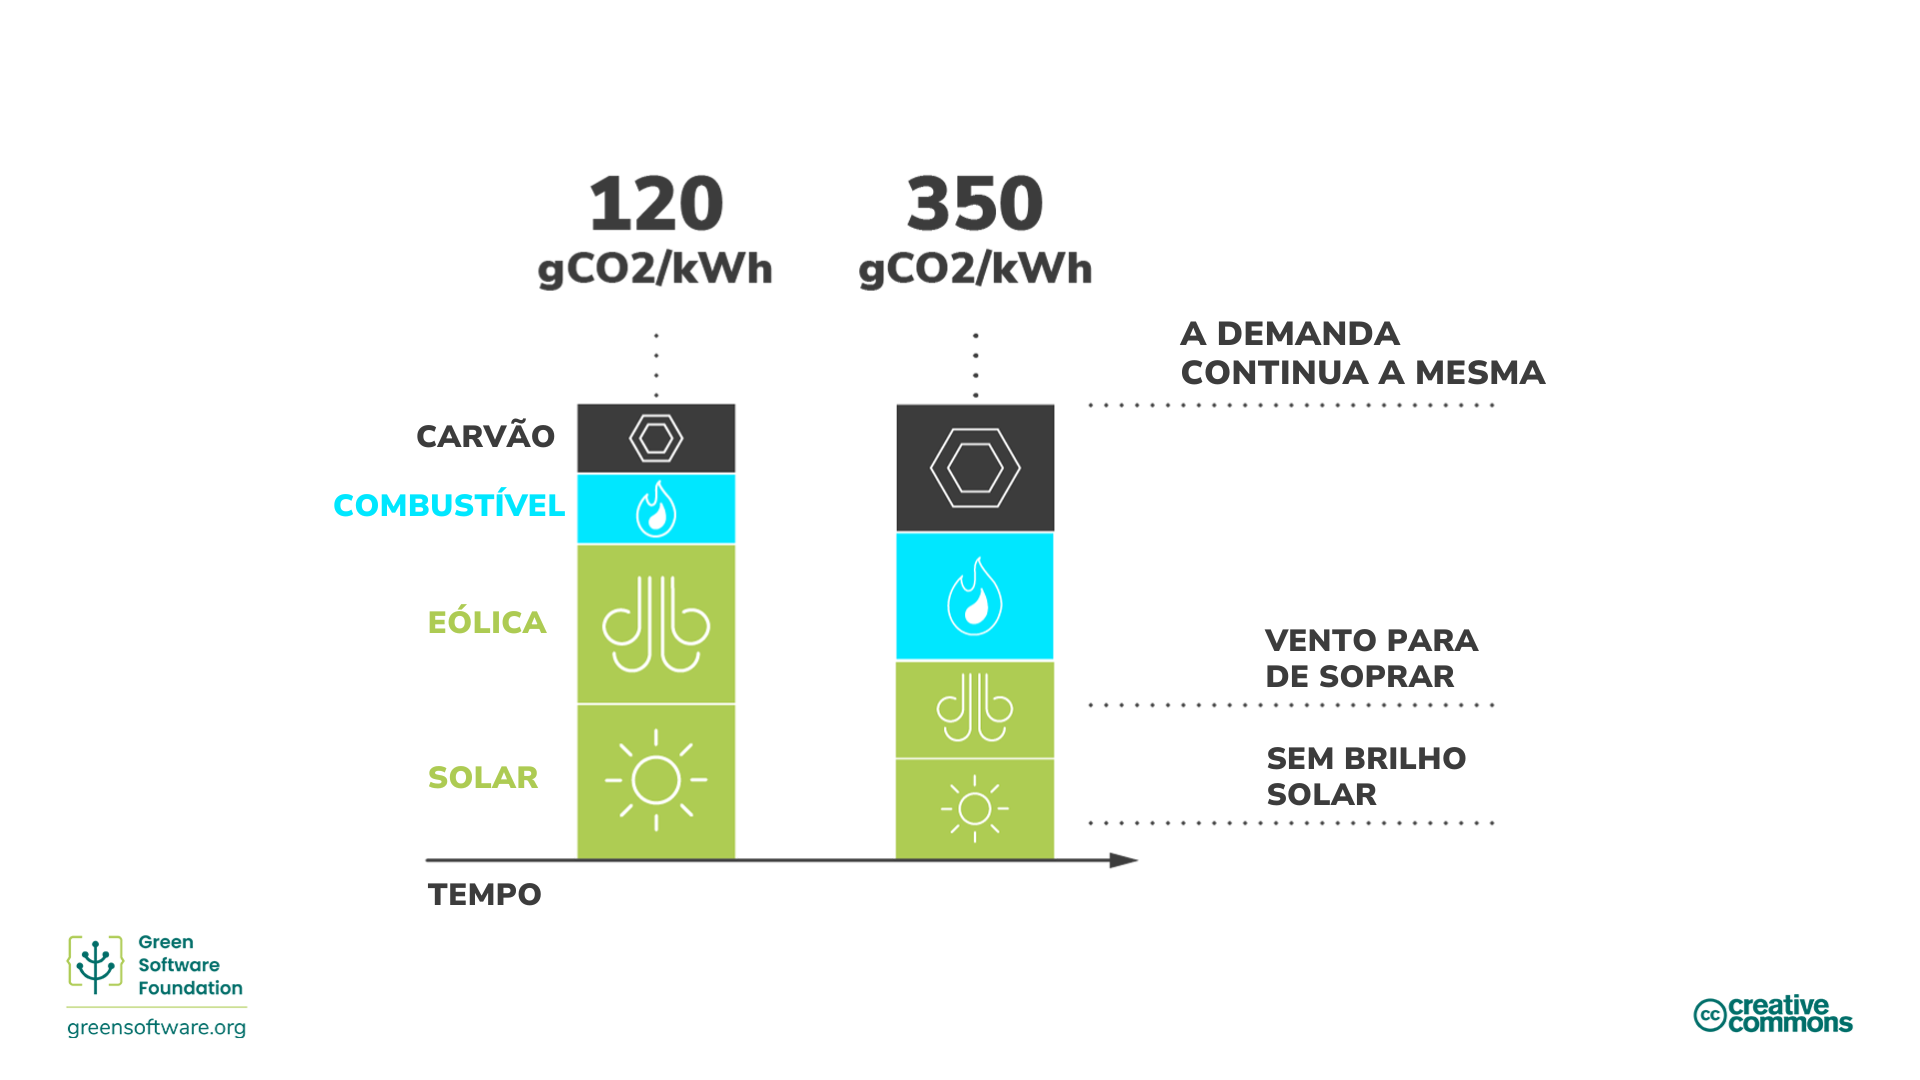 120
gCO2/kWh
350
gCO2/kWh
A DEMANDA
CONTINUA A MESMA
CARVÃO
COMBUSTÍVEL
EÓLICA
SOLAR
VENTO PARA
DE SOPRAR
SEM BRILHO
SOLAR
TEMPO
Green
Software
Foundation
greensoftware.org
cc
creative
commons